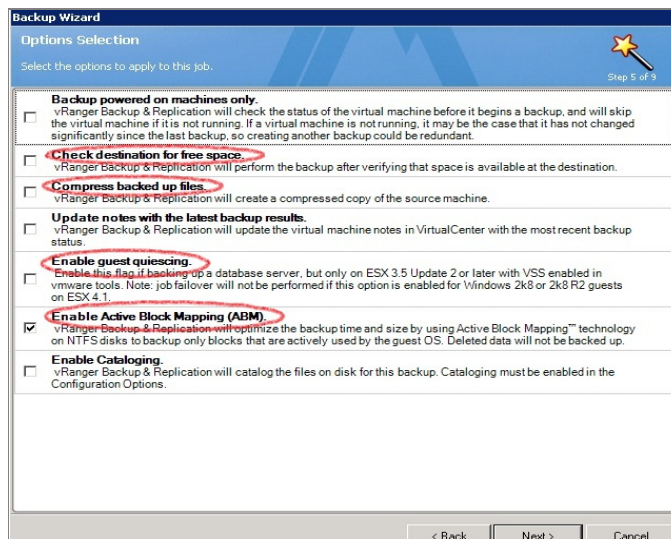 Backup Wizard
Options Selection
Select the options to apply to this job.
Step 5 of 9
Backup powered on machines only.
vRanger Backup & Replication will check the status of the virtual machine before it begins a backup, and will skip
the virtual machine if it is not running. If a virtual machine is not running, it may be the case that it has not changed
significantly since the last backup, so creating another backup could be redundant.
Check destination for free space.
vRanger Backup & Replication will perform the backup after verifying that space is available at the destination.
Compress backed up files.
vRanger Backup & Replication will create a compressed copy of the source machine.
Update notes with the latest backup results.
vRanger Backup & Replication will update the virtual machine notes in VirtualCenter with the most recent backup
status.
Enable guest quiescing.
Enable this flag if backing up a database server, but only on ESX 3.5 Update 2 or later with VSS enabled in
vmware tools. Note: job failover will not be performed if this option is enabled for Windows 2k8 or 2k8 R2 guests
on ESX 4.1.
Enable Active Block Mapping (ABM).
vRanger Backup & Replication will optimize the backup time and size by using Active Block Mapping™ technology
on NTFS disks to backup only blocks that are actively used by the guest OS. Deleted data will not be backed up.
Enable Cataloging.
vRanger Backup & Replication will catalog the files on disk for this backup. Cataloging must be enabled in the
Configuration Options.
< Back Next > Cancel